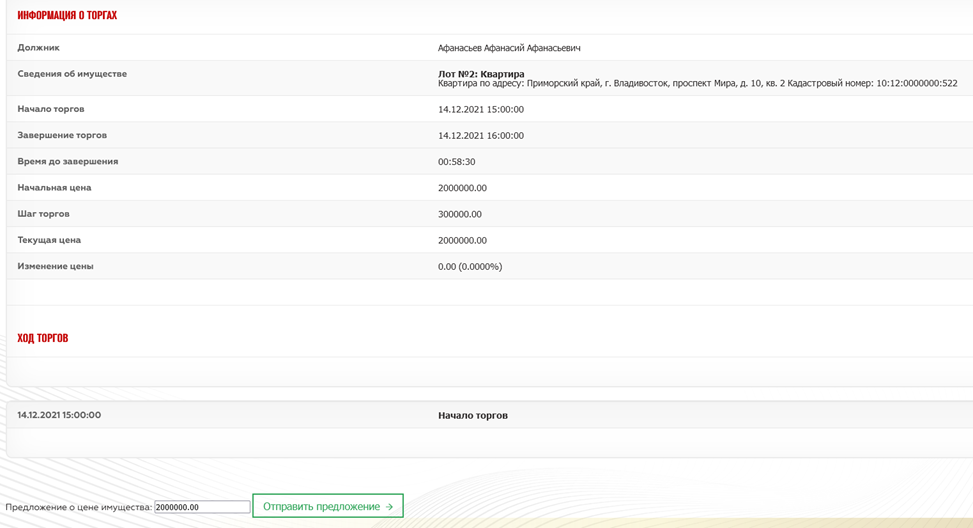 ИНФОРМАЦИЯ О ТОРГАХ
Должник Афанасьев Афанасий Афанасьевич
Сведения об имуществе Лот №2: Квартира
Квартира по адресу: Приморский край, г. Владивосток, проспект Мира, д. 10, кв. 2 Кадастровый номер: 10:12:0000000:522
Начало торгов 14.12.2021 15:00:00
Завершение торгов 14.12.2021 16:00:00
Время до завершения 00:58:30
Начальная цена 2000000.00
Шаг торгов 300000.00
Текущая цена 2000000.00
Изменение цены 0.00 (0.0000%)
ХОД ТОРГОВ
14.12.2021 15:00:00 Начало торгов
Предложение о цене имущества: 2000000.00 Отправить предложение →